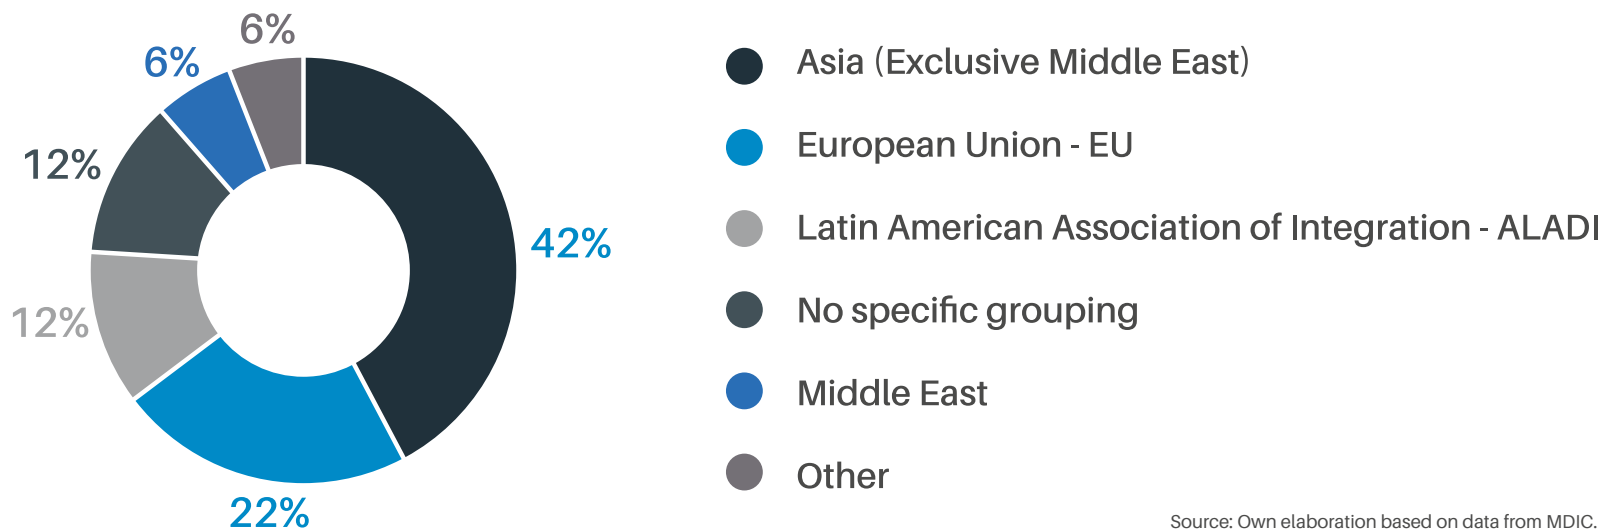 6%
6%
12%
42%
12%
22%
Asia (Exclusive Middle East)
European Union - EU
Latin American Association of Integration - ALADI
No specific grouping
Middle East
Other
Source: Own elaboration based on data from MDIC.